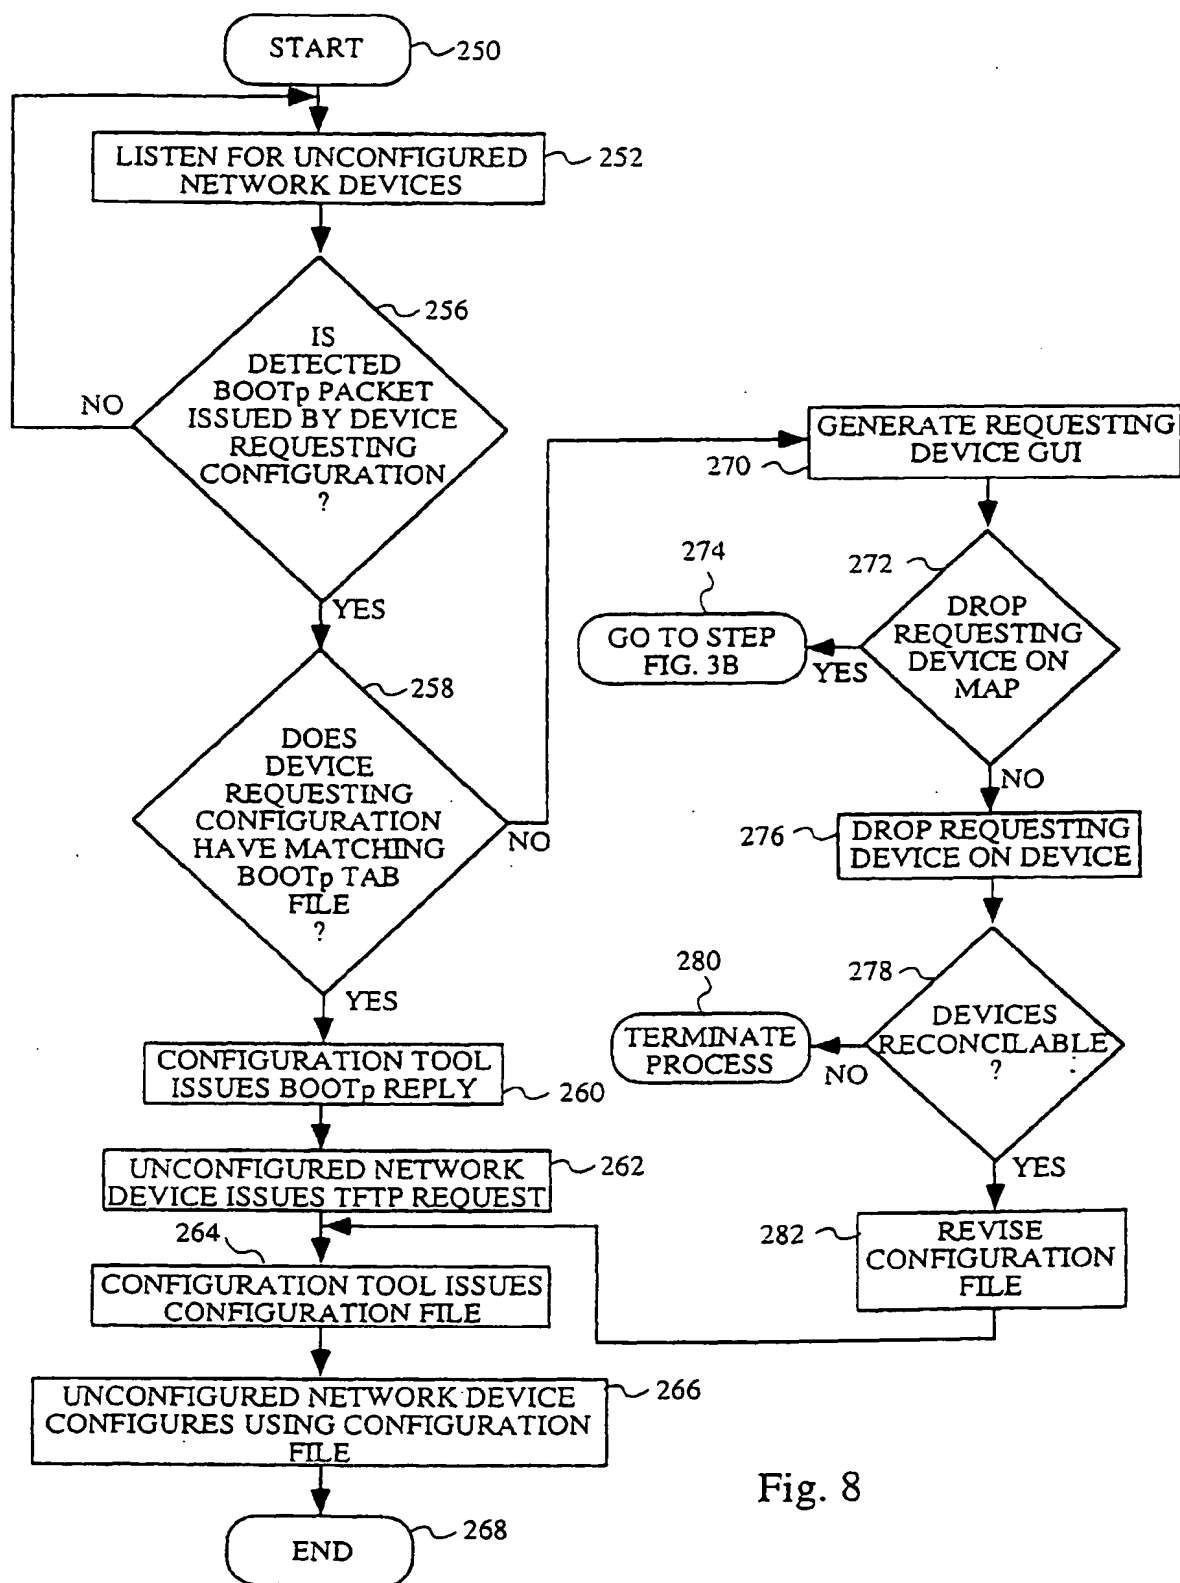 START
250
LISTEN FOR UNCONFIGURED
NETWORK DEVICES
252
256
IS
DETECTED
BOOTp PACKET
ISSUED BY DEVICE
REQUESTING
CONFIGURATION
?
NO
YES
258
DOES
DEVICE
REQUESTING
CONFIGURATION
HAVE MATCHING
BOOTp TAB
FILE
?
NO
YES
CONFIGURATION TOOL
ISSUES BOOTp REPLY
260
UNCONFIGURED NETWORK
DEVICE ISSUES TFTP REQUEST
262
264
CONFIGURATION TOOL ISSUES
CONFIGURATION FILE
UNCONFIGURED NETWORK DEVICE
CONFIGURES USING CONFIGURATION
FILE
266
END
268
GENERATE REQUESTING
DEVICE GUI
270
272
DROP
REQUESTING
DEVICE ON
MAP
274
GO TO STEP
FIG. 3B
YES
NO
276
DROP REQUESTING
DEVICE ON DEVICE
278
DEVICES
RECONCILABLE
?
280
TERMINATE
PROCESS
NO
YES
282
REVISE
CONFIGURATION
FILE
Fig. 8